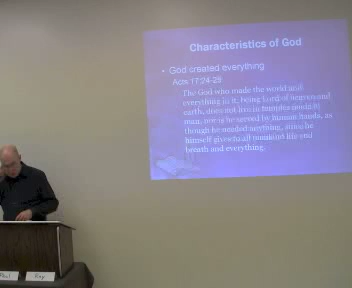 Characteristics of God
• God created everything
Acts 17:24-25
The God who made the world and
everything in it, being Lord of heaven and
earth, does not live in temples made by
man, nor is he served by human hands, as
though he needed anything, since he
himself gives to all mankind life and
breath and everything.
Paul
Ray